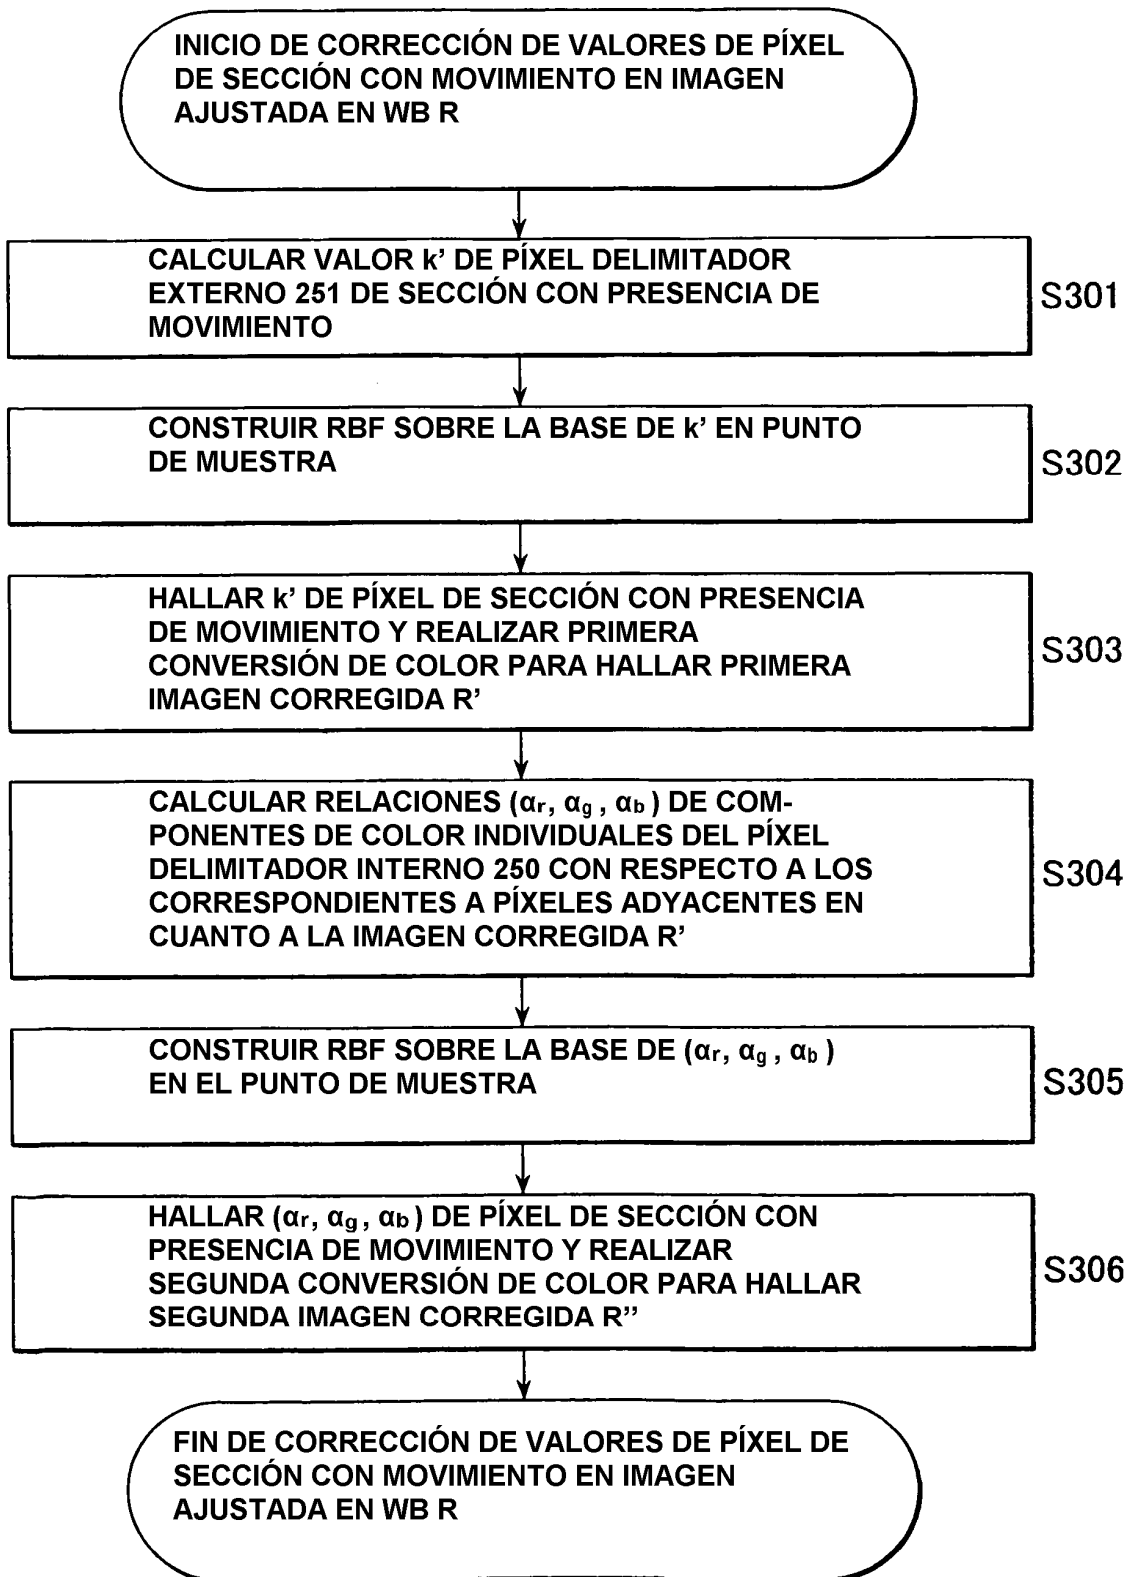 INICIO DE CORRECCIÓN DE VALORES DE PÍXEL
DE SECCIÓN CON MOVIMIENTO EN IMAGEN
AJUSTADA EN WB R
CALCULAR VALOR k’ DE PÍXEL DELIMITADOR
EXTERNO 251 DE SECCIÓN CON PRESENCIA DE
MOVIMIENTO
S301
CONSTRUIR RBF SOBRE LA BASE DE k’ EN PUNTO
DE MUESTRA
S302
HALLAR k’ DE PÍXEL DE SECCIÓN CON PRESENCIA
DE MOVIMIENTO Y REALIZAR PRIMERA
CONVERSIÓN DE COLOR PARA HALLAR PRIMERA
IMAGEN CORREGIDA R’
S303
CALCULAR RELACIONES (αr, αg , αb ) DE COM-
PONENTES DE COLOR INDIVIDUALES DEL PÍXEL
DELIMITADOR INTERNO 250 CON RESPECTO A LOS
CORRESPONDIENTES A PÍXELES ADYACENTES EN
CUANTO A LA IMAGEN CORREGIDA R’
S304
CONSTRUIR RBF SOBRE LA BASE DE (αr, αg , αb )
EN EL PUNTO DE MUESTRA
S305
HALLAR (αr, αg, αb) DE PÍXEL DE SECCIÓN CON
PRESENCIA DE MOVIMIENTO Y REALIZAR
SEGUNDA CONVERSIÓN DE COLOR PARA HALLAR
SEGUNDA IMAGEN CORREGIDA R’’
S306
FIN DE CORRECCIÓN DE VALORES DE PÍXEL DE
SECCIÓN CON MOVIMIENTO EN IMAGEN
AJUSTADA EN WB R